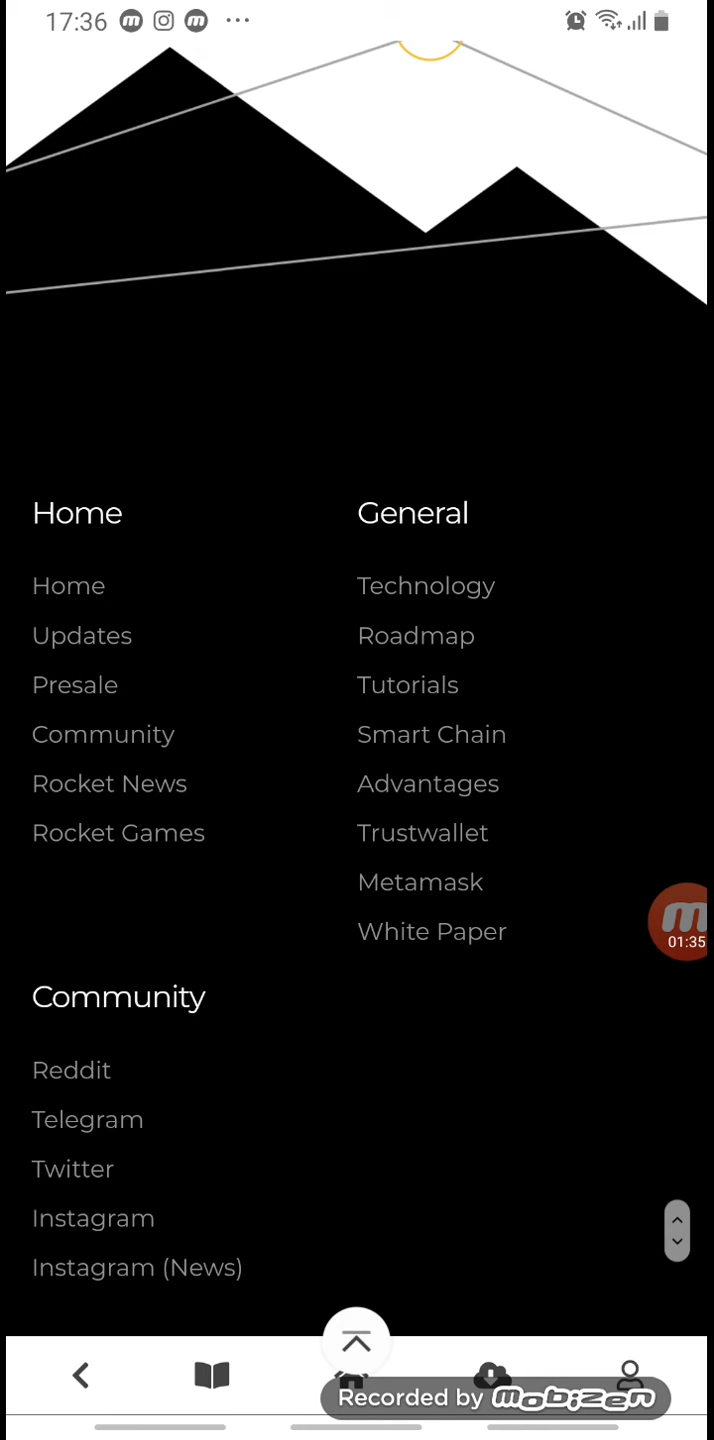 17:36
Home
General
Home
Technology
Updates
Roadmap
Presale
Tutorials
Community
Smart Chain
Rocket News
Advantages
Rocket Games
Trustwallet
Metamask
White Paper
m
01:35
Community
Reddit
Telegram
Twitter
Instagram
Instagram (News)
Recorded by mobizen